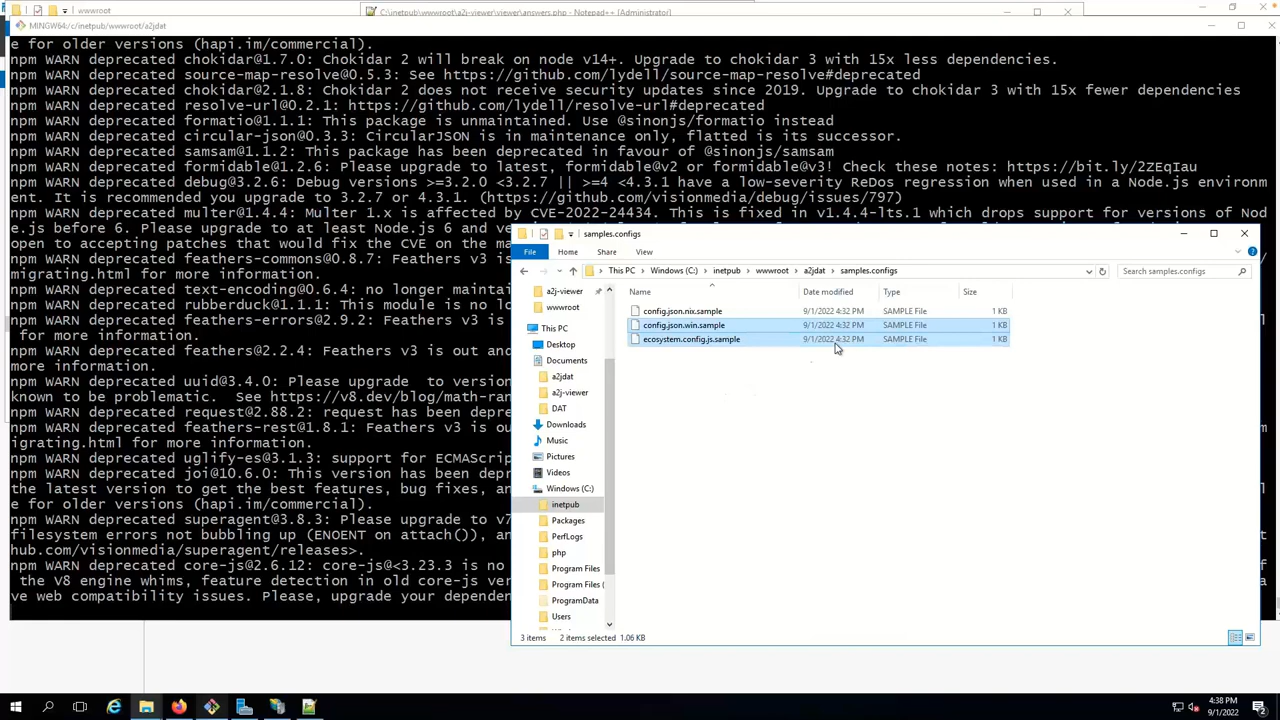 wwwroot
C:\inetpub\wwwroot\a2j-viewer\viewer\answers.php - Notepad++ [Administrator]
MINGW64:/c/inetpub/wwwroot/a2jdat
e for older versions (hapi.im/commercial).
npm WARN deprecated chokidar@1.7.0: Chokidar 2 will break on node v14+. Upgrade to chokidar 3 with 15x less dependencies.
npm WARN deprecated source-map-resolve@0.5.3: See https://github.com/lydell/source-map-resolve#deprecated
npm WARN deprecated chokidar@2.1.8: Chokidar 2 does not receive security updates since 2019. Upgrade to chokidar 3 with 15x fewer dependencies
npm WARN deprecated resolve-url@0.2.1: https://github.com/lydell/resolve-url#deprecated
npm WARN deprecated formatio@1.1.1: This package is unmaintained. Use @sinonjs/formatio instead
npm WARN deprecated circular-json@0.3.3: CircularJSON is in maintenance only, flatted is its successor.
npm WARN deprecated samsam@1.1.2: This package has been deprecated in favour of @sinonjs/samsam
npm WARN deprecated formidable@1.2.6: Please upgrade to latest, formidable@v2 or formidable@v3! Check these notes: https://bit.ly/2ZEqIau
npm WARN deprecated debug@3.2.6: Debug versions >=3.2.0 <3.2.7 || >=4 <4.3.1 have a low-severity ReDos regression when used in a Node.js environm
ent. It is recommended you upgrade to 3.2.7 or 4.3.1. (https://github.com/visionmedia/debug/issues/797)
npm WARN deprecated multer@1.4.4: Multer 1.x is affected by CVE-2022-24434. This is fixed in v1.4.4-lts.1 which drops support for versions of Nod
e.js before 6. Please upgrade to at least Node.js 6 and ve
open to accepting patches that would fix the CVE on the ma
npm WARN deprecated feathers-commons@0.8.7: Feathers v3 is
migrating.html for more information.
npm WARN deprecated text-encoding@0.6.4: no longer maintai
npm WARN deprecated rubberduck@1.1.1: This module is no lo
npm WARN deprecated feathers-errors@2.9.2: Feathers v3 is
for more information.
npm WARN deprecated feathers@2.2.4: Feathers v3 is out and
more information.
npm WARN deprecated uuid@3.4.0: Please upgrade  to version
known to be problematic.  See https://v8.dev/blog/math-ran
npm WARN deprecated request@2.88.2: request has been depre
npm WARN deprecated feathers-rest@1.8.1: Feathers v3 is ou
igrating.html for more information.
npm WARN deprecated uglify-es@3.1.3: support for ECMAScrip
npm WARN deprecated joi@10.6.0: This version has been depr
the latest version to get the best features, bug fixes, an
e for older versions (hapi.im/commercial).
npm WARN deprecated superagent@3.8.3: Please upgrade to v7
filesystem errors not bubbling up (ENOENT on attach()), an
hub.com/visionmedia/superagent/releases>.
npm WARN deprecated core-js@2.6.12: core-js@<3.23.3 is no
the V8 engine whims, feature detection in old core-js ver
ve web compatibility issues. Please, upgrade your dependen
samples.configs
File Home Share View
This PC Windows (C:) inetpub wwwroot a2jdat samples.configs
Search samples.configs
Name Date modified Type Size
config.json.nix.sample 9/1/2022 4:32 PM SAMPLE File 1 KB
config.json.win.sample 9/1/2022 4:32 PM SAMPLE File 1 KB
ecosystem.config.js.sample 9/1/2022 4:32 PM SAMPLE File 1 KB
a2j-viewer
wwwroot
This PC
Desktop
Documents
a2jdat
a2j-viewer
DAT
Downloads
Music
Pictures
Videos
Windows (C:)
inetpub
Packages
PerfLogs
php
Program Files
Program Files (
ProgramData
Users
3 items 2 items selected 1.06 KB
4:38 PM
9/1/2022
2